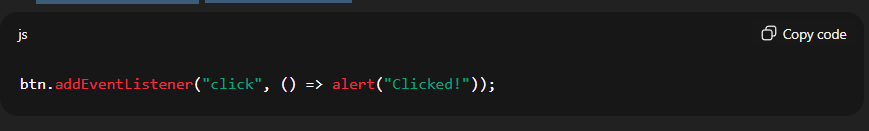 js
Copy code
btn.addEventListener("click", () => alert("Clicked!"));